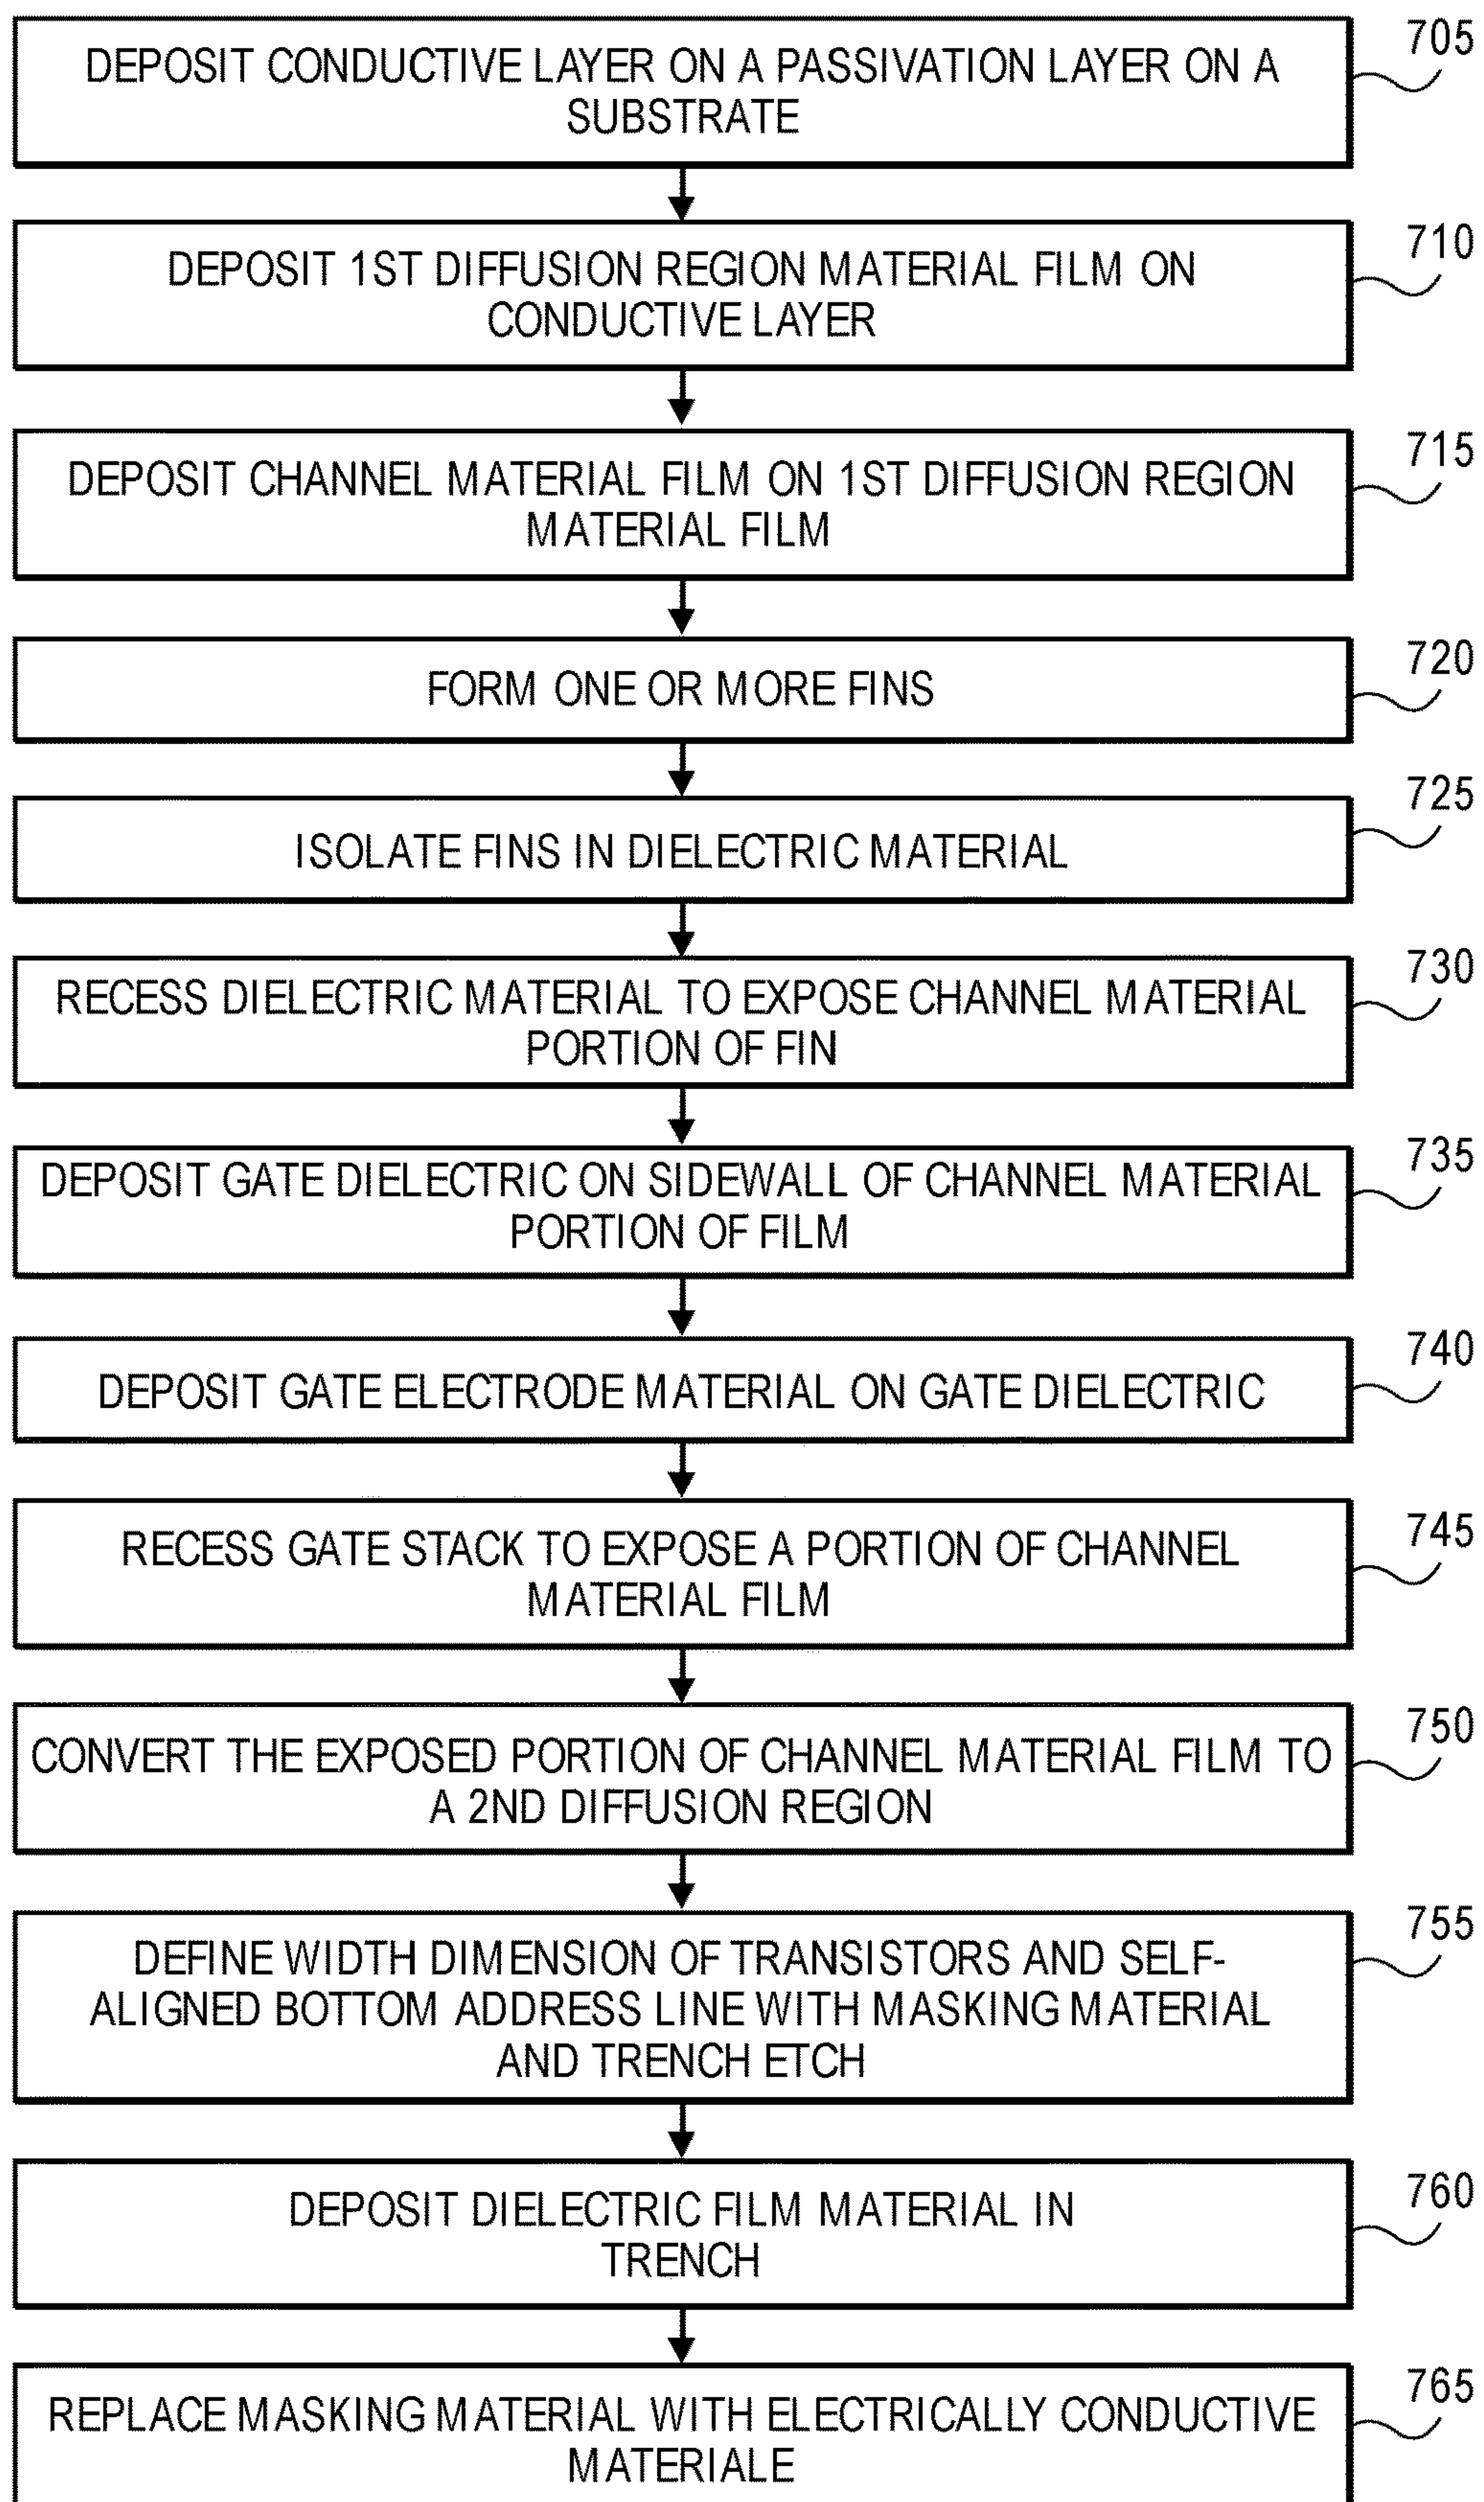 705
DEPOSIT CONDUCTIVE LAYER ON A PASSIVATION LAYER ON A
SUBSTRATE
710
DEPOSIT 1ST DIFFUSION REGION MATERIAL FILM ON
CONDUCTIVE LAYER
715
DEPOSIT CHANNEL MATERIAL FILM ON 1ST DIFFUSION REGION
MATERIAL FILM
720
FORM ONE OR MORE FINS
725
ISOLATE FINS IN DIELECTRIC MATERIAL
730
RECESS DIELECTRIC MATERIAL TO EXPOSE CHANNEL MATERIAL
PORTION OF FIN
735
DEPOSIT GATE DIELECTRIC ON SIDEWALL OF CHANNEL MATERIAL
PORTION OF FILM
740
DEPOSIT GATE ELECTRODE MATERIAL ON GATE DIELECTRIC
745
RECESS GATE STACK TO EXPOSE A PORTION OF CHANNEL
MATERIAL FILM
750
CONVERT THE EXPOSED PORTION OF CHANNEL MATERIAL FILM TO
A 2ND DIFFUSION REGION
755
DEFINE WIDTH DIMENSION OF TRANSISTORS AND SELF-
ALIGNED BOTTOM ADDRESS LINE WITH MASKING MATERIAL
AND TRENCH ETCH
760
DEPOSIT DIELECTRIC FILM MATERIAL IN
TRENCH
765
REPLACE MASKING MATERIAL WITH ELECTRICALLY CONDUCTIVE
MATERIALE